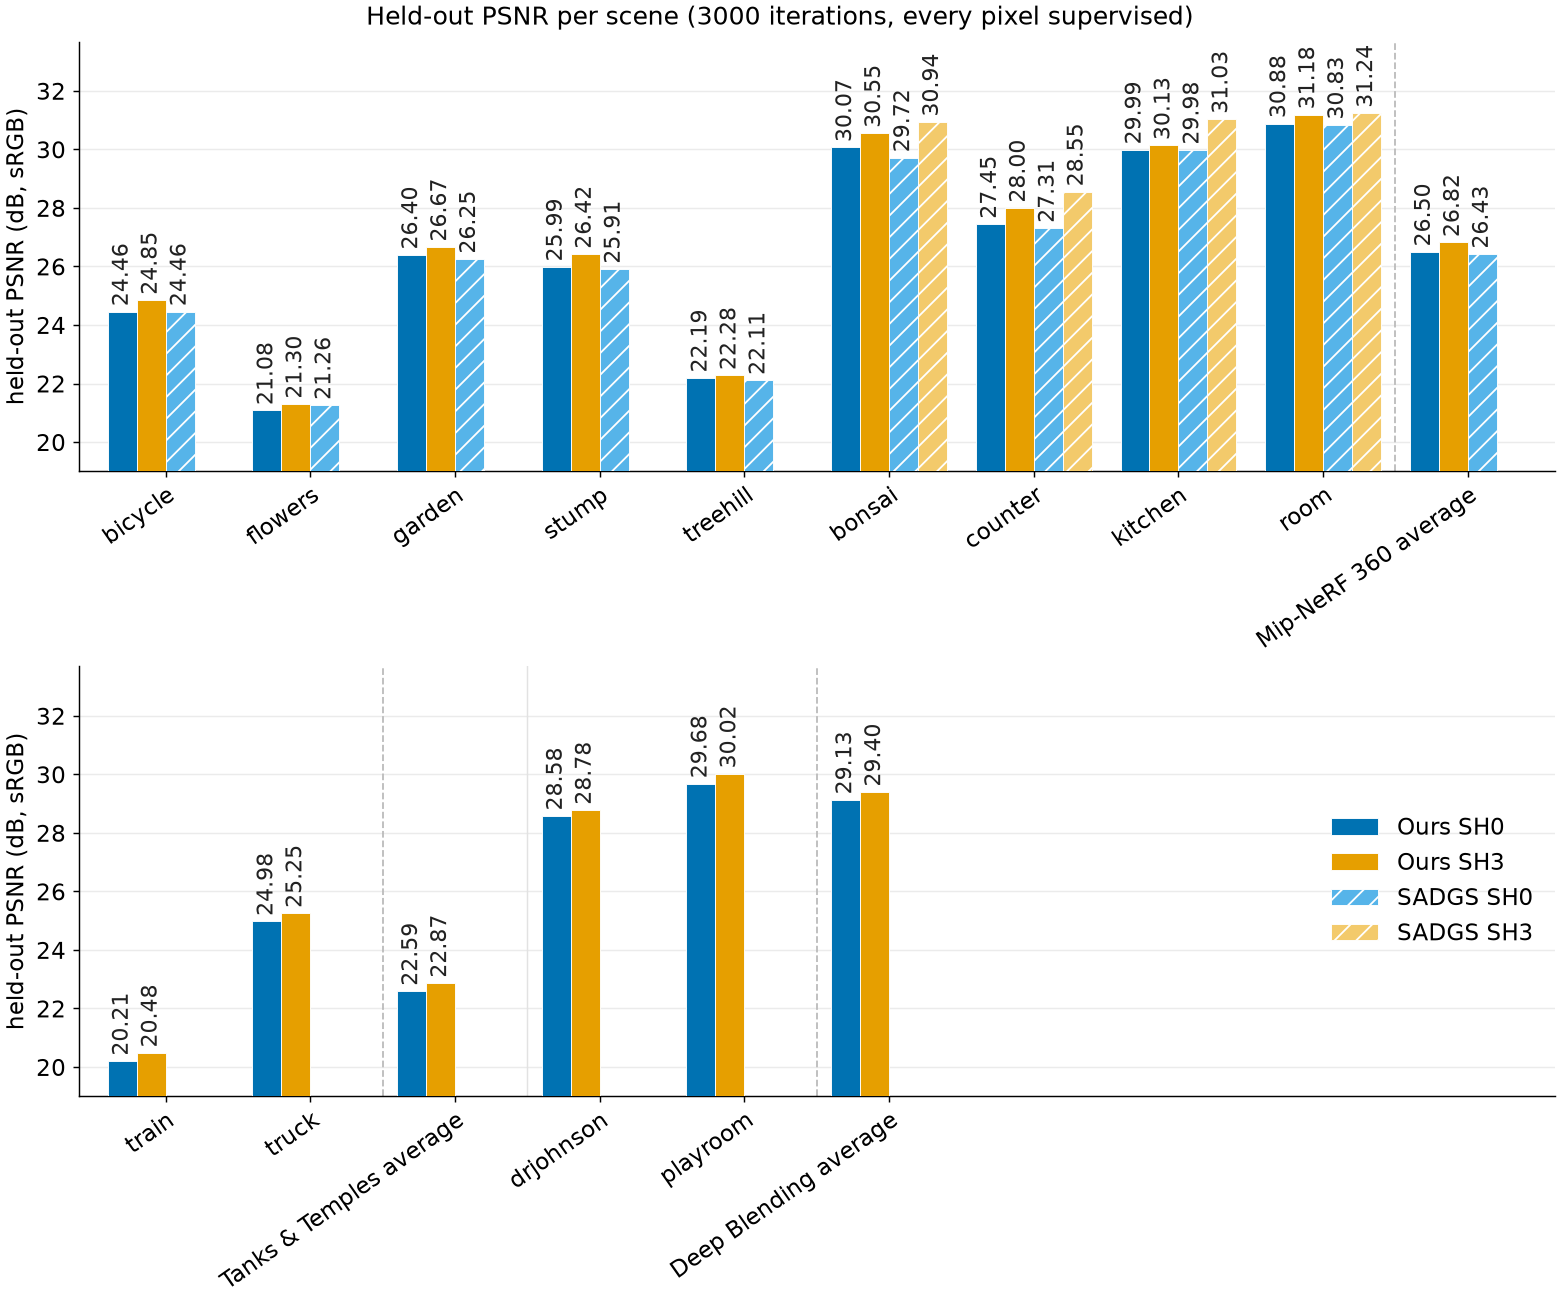 Held-out PSNR per scene (3000 iterations, every pixel supervised)
held-out PSNR (dB, sRGB)
32
30
28
26
24
22
20
24.46 24.85 24.46
21.08 21.30 21.26
26.40 26.67 26.25
25.99 26.42 25.91
22.19 22.28 22.11
30.07 30.55 29.72 30.94
27.45 28.00 27.31 28.55
29.99 30.13 29.98 31.03
30.88 31.18 30.83 31.24
26.50 26.82 26.43
bicycle
flowers
garden
stump
treehill
bonsai
counter
kitchen
room
Mip-NeRF 360 average
held-out PSNR (dB, sRGB)
32
30
28
26
24
22
20
20.21 20.48
24.98 25.25
22.59 22.87
28.58 28.78
29.68 30.02
29.13 29.40
train
truck
Tanks & Temples average
drjohnson
playroom
Deep Blending average
Ours SH0
Ours SH3
SADGS SH0
SADGS SH3